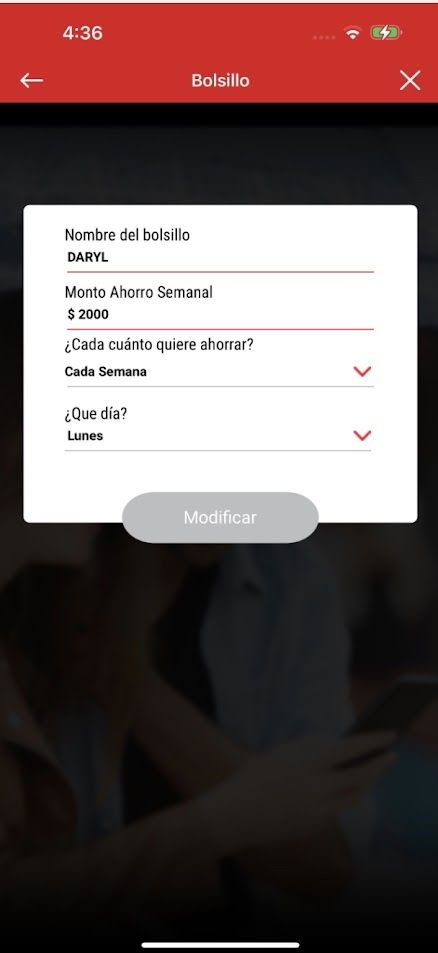 4:36
Bolsillo
Nombre del bolsillo
DARYL
Monto Ahorro Semanal
$ 2000
¿Cada cuánto quiere ahorrar?
Cada Semana
¿Que día?
Lunes
Modificar